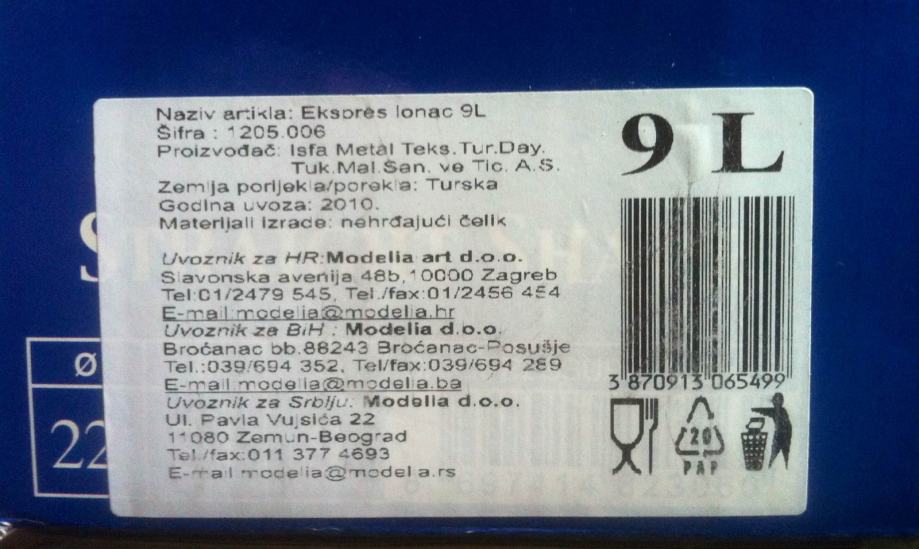 Naziv artikla: Ekspres lonac 9L
Šifra : 1205.006
Proizvođač: Isfa Metal Teks.Tur.Day.
Tuk.Mal.San. ve Tic. A.S.
Zemlja porijekla/porekla: Turska
Godina uvoza: 2010.
Materijali izrade: nehrđajući čelik
Uvoznik za HR:Modelia art d.o.o.
Slavonska avenija 48b,10000 Zagreb
Tel:01/2479 545, Tel./fax:01/2456 454
E-mail:modelia@modelia.hr
Uvoznik za BiH : Modelia d.o.o.
Broćanac bb.88243 Broćanac-Posušje
Tel.:039/694 352, Tel/fax:039/694 289
E-mail:modelia@modelia.ba
Uvoznik za Srbiju: Modelia d.o.o.
Ul. Pavla Vujsića 22
11080 Zemun-Beograd
Tel./fax:011 377 4693
E-mail:modelia@modelia.rs
9 L
3 870913 065499
20
PAP
S
Ø
22